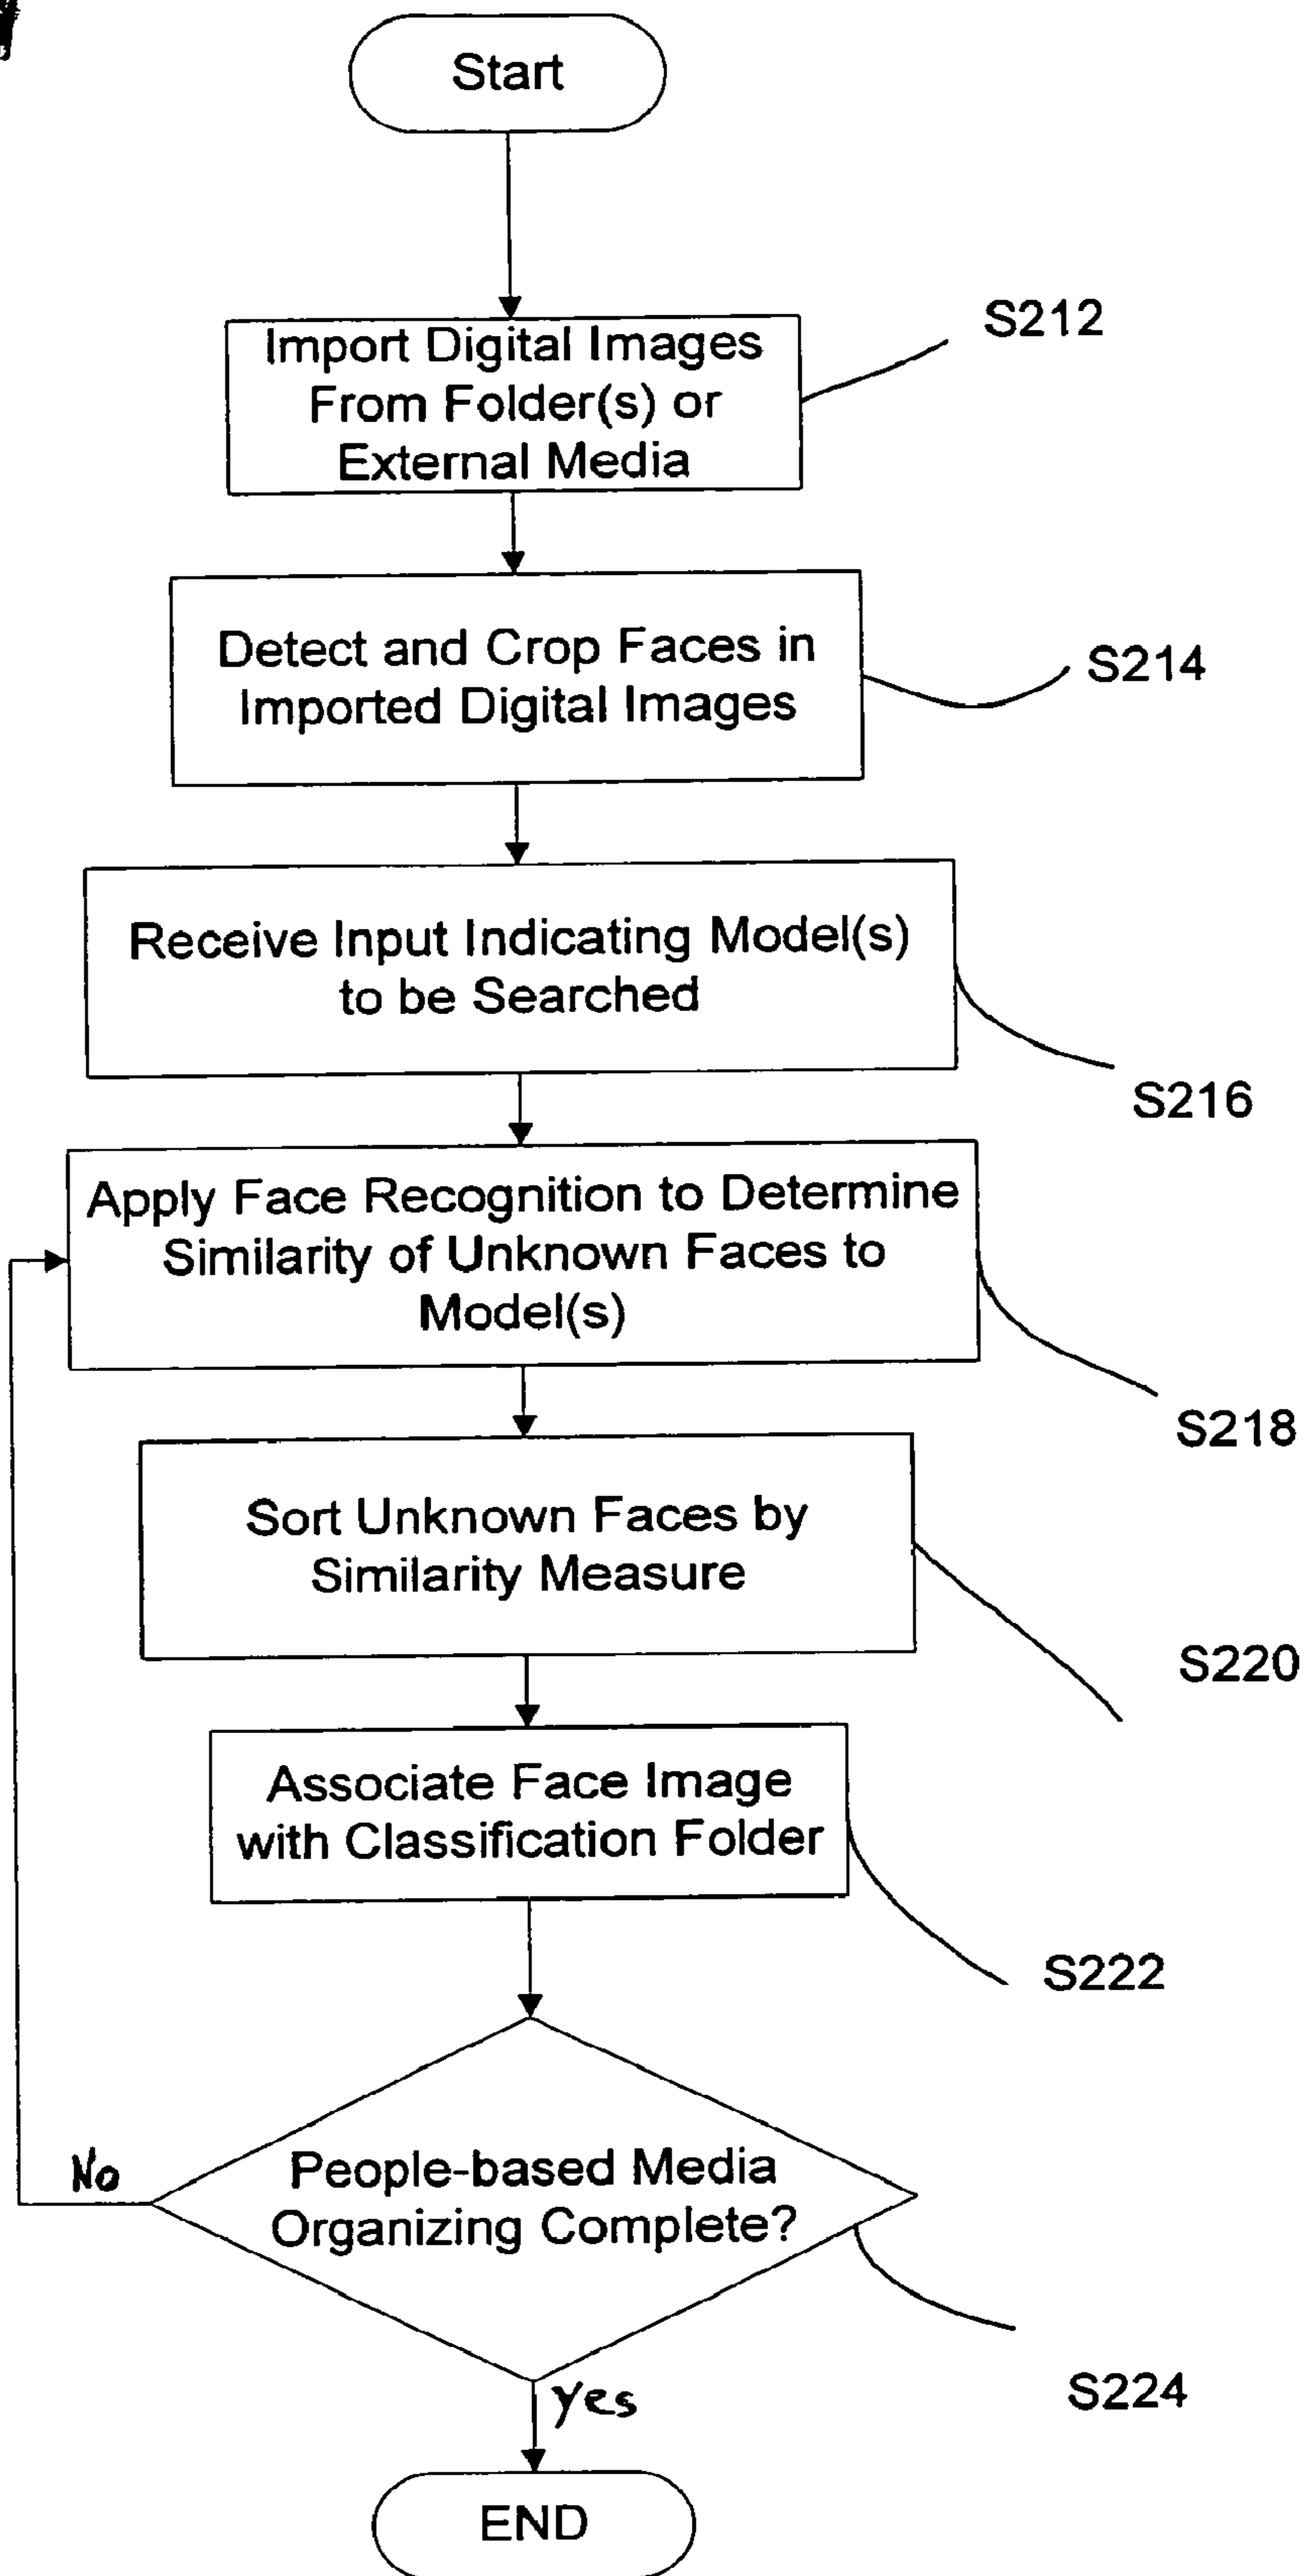 Start
Import Digital Images
From Folder(s) or
External Media
S212
Detect and Crop Faces in
Imported Digital Images
S214
Receive Input Indicating Model(s)
to be Searched
S216
Apply Face Recognition to Determine
Similarity of Unknown Faces to
Model(s)
S218
Sort Unknown Faces by
Similarity Measure
S220
Associate Face Image
with Classification Folder
S222
No
People-based Media
Organizing Complete?
S224
yes
END